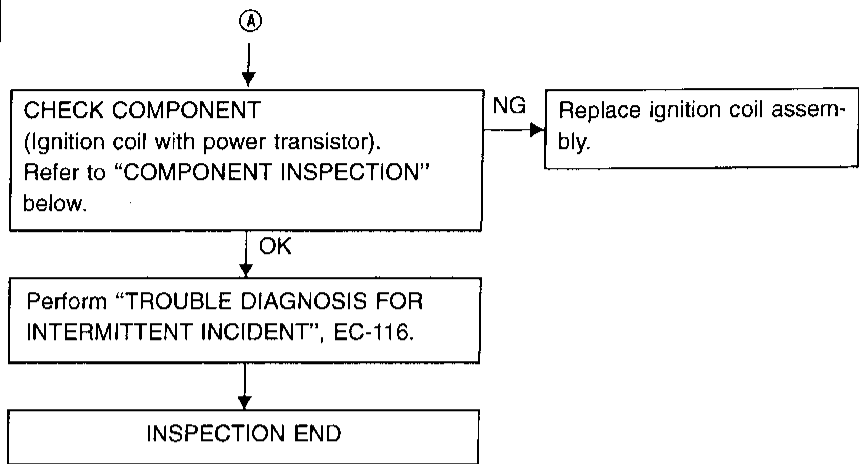 Ⓐ
CHECK COMPONENT
(Ignition coil with power transistor).
Refer to “COMPONENT INSPECTION”
below.
NG
Replace ignition coil assem-
bly.
OK
Perform “TROUBLE DIAGNOSIS FOR
INTERMITTENT INCIDENT”, EC-116.
INSPECTION END